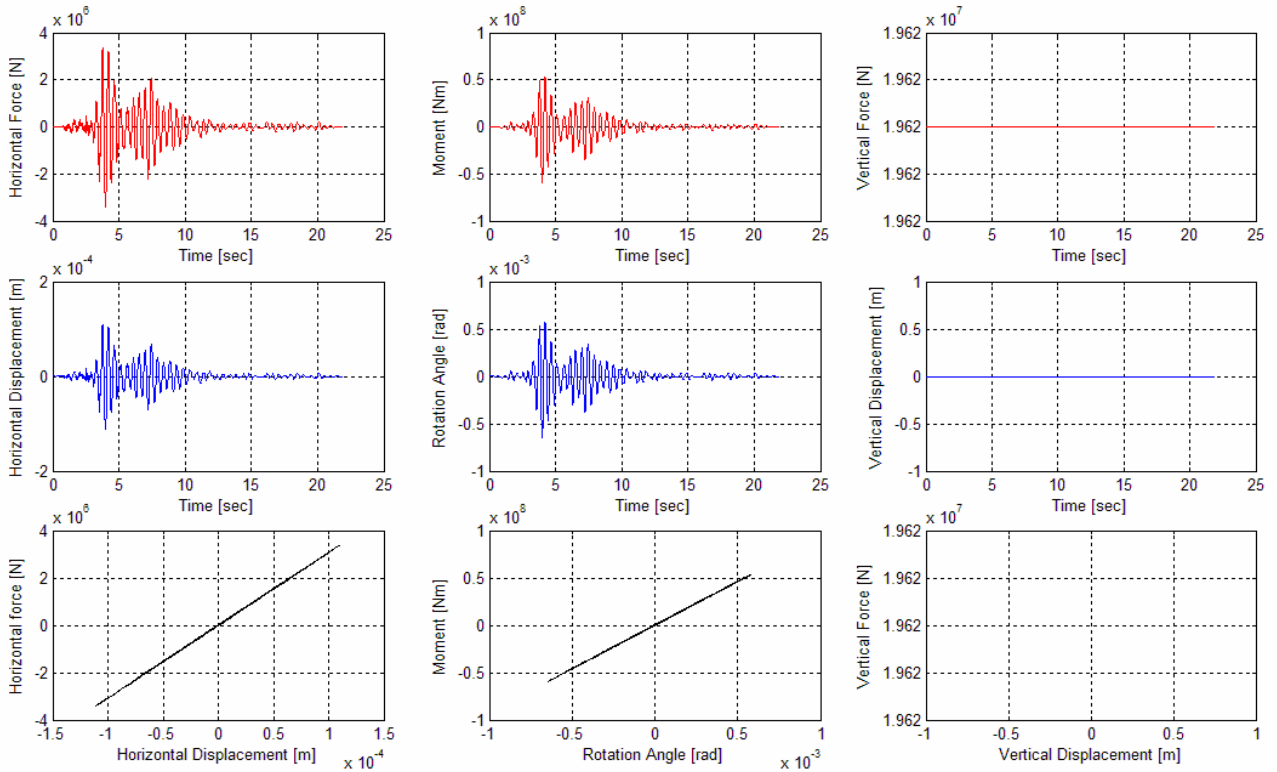 x 10^6
4
2
0
-2
-4
Horizontal Force [N]
0 5 10 15 20 25
Time [sec]
x 10^8
1
0.5
0
-0.5
-1
Moment [Nm]
0 5 10 15 20 25
Time [sec]
x 10^7
1.962
1.962
1.962
1.962
1.962
Vertical Force [N]
0 5 10 15 20 25
Time [sec]
x 10^-4
2
0
-2
Horizontal Displacement [m]
0 5 10 15 20 25
Time [sec]
x 10^-3
1
0.5
0
-0.5
-1
Rotation Angle [rad]
0 5 10 15 20 25
Time [sec]
1
0.5
0
-0.5
-1
Vertical Displacement [m]
0 5 10 15 20 25
Time [sec]
x 10^6
4
2
0
-2
-4
Horizontal force [N]
-1.5 -1 -0.5 0 0.5 1 1.5
Horizontal Displacement [m]
x 10^-4
x 10^8
1
0.5
0
-0.5
-1
Moment [Nm]
-1 -0.5 0 0.5 1
Rotation Angle [rad]
x 10^-3
x 10^7
1.962
1.962
1.962
1.962
1.962
Vertical Force [N]
-1 -0.5 0 0.5 1
Vertical Displacement [m]